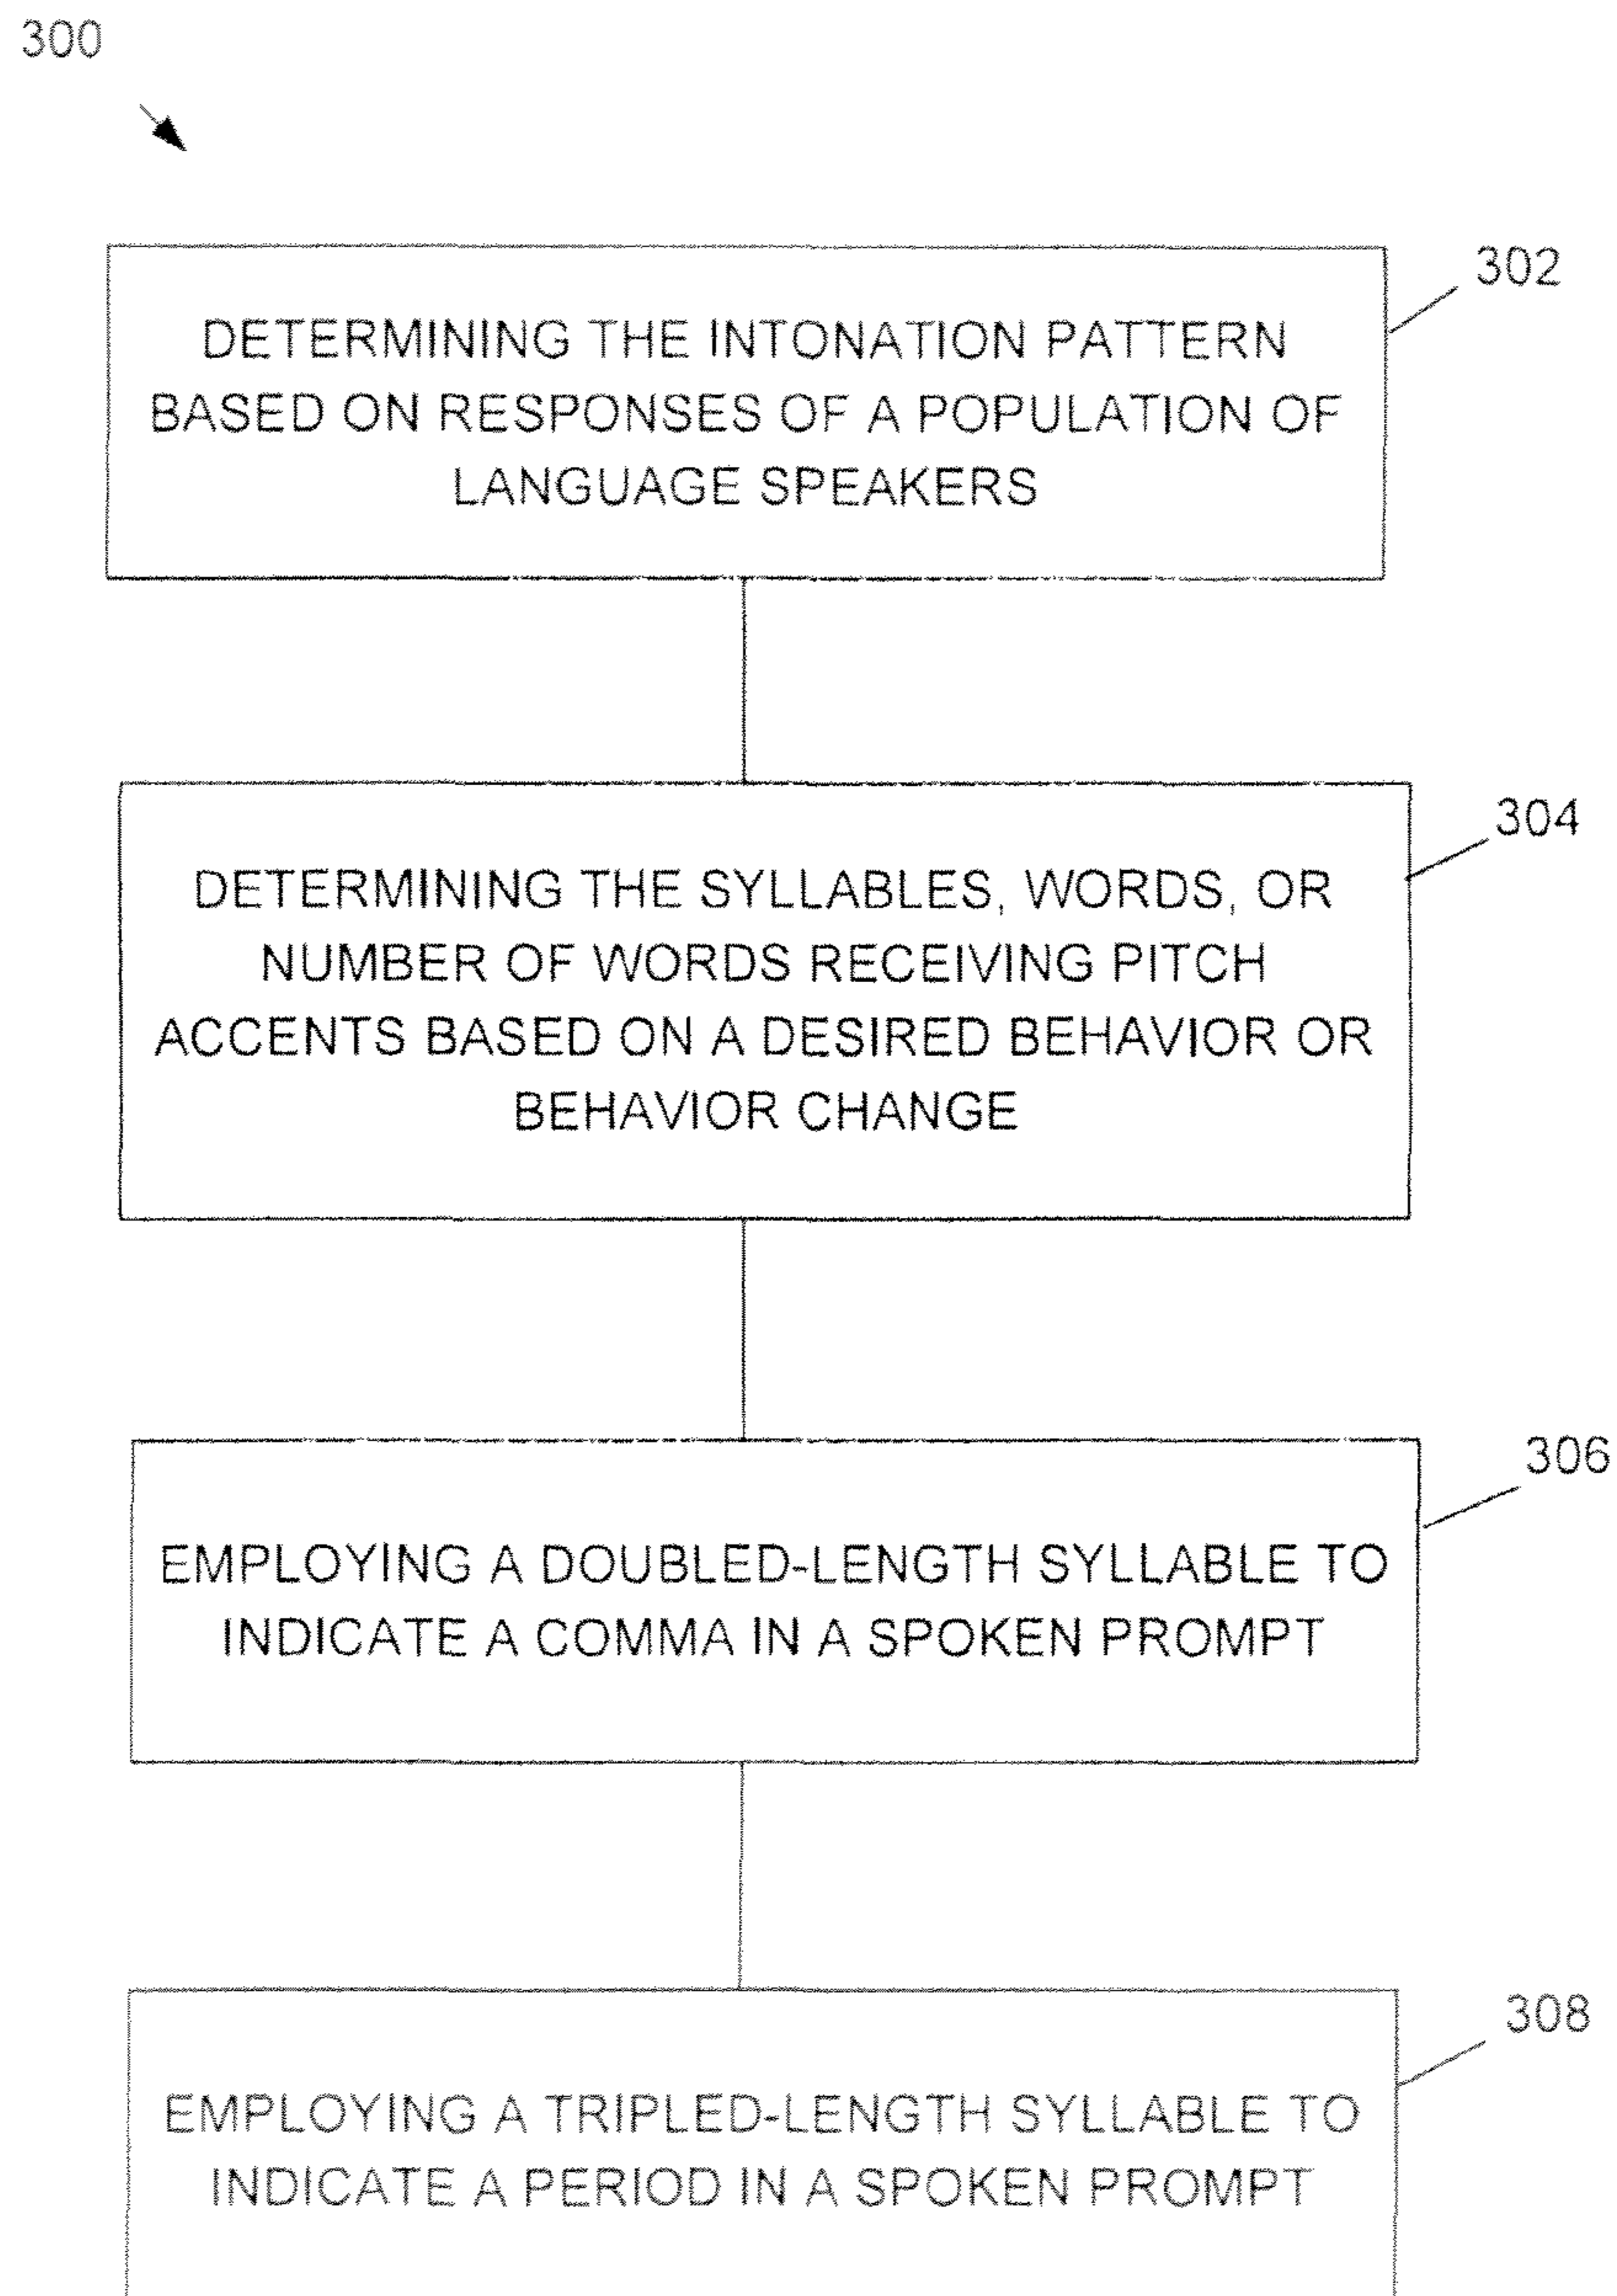 300
302
DETERMINING THE INTONATION PATTERN
BASED ON RESPONSES OF A POPULATION OF
LANGUAGE SPEAKERS
304
DETERMINING THE SYLLABLES, WORDS, OR
NUMBER OF WORDS RECEIVING PITCH
ACCENTS BASED ON A DESIRED BEHAVIOR OR
BEHAVIOR CHANGE
306
EMPLOYING A DOUBLED-LENGTH SYLLABLE TO
INDICATE A COMMA IN A SPOKEN PROMPT
308
EMPLOYING A TRIPLED-LENGTH SYLLABLE TO
INDICATE A PERIOD IN A SPOKEN PROMPT